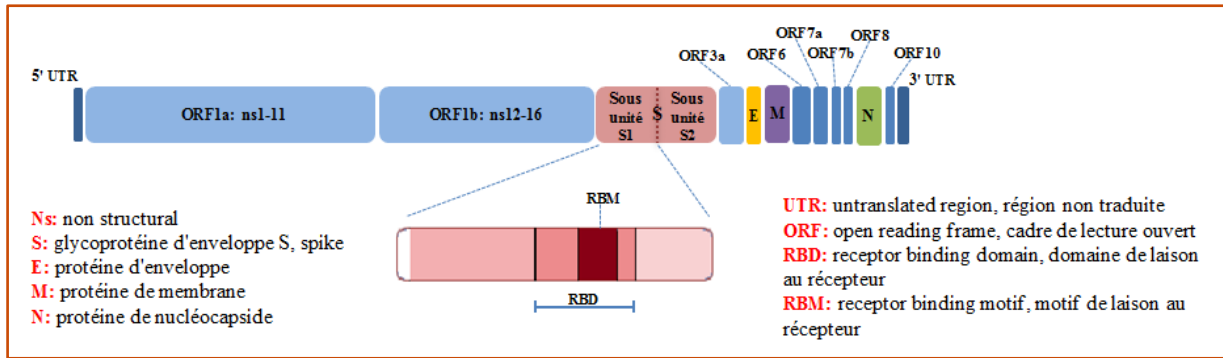 ORF7a
ORF8
ORF3a
ORF6
ORF7b
ORF10
5' UTR
3' UTR
ORF1a: ns1-11
ORF1b: ns12-16
Sous
unité
S1
S
Sous
unité
S2
E
M
N
RBM
RBD
Ns: non structural
S: glycoprotéine d'enveloppe S, spike
E: protéine d'enveloppe
M: protéine de membrane
N: protéine de nucléocapside
UTR: untranslated region, région non traduite
ORF: open reading frame, cadre de lecture ouvert
RBD: receptor binding domain, domaine de laison
au récepteur
RBM: receptor binding motif, motif de laison au
récepteur